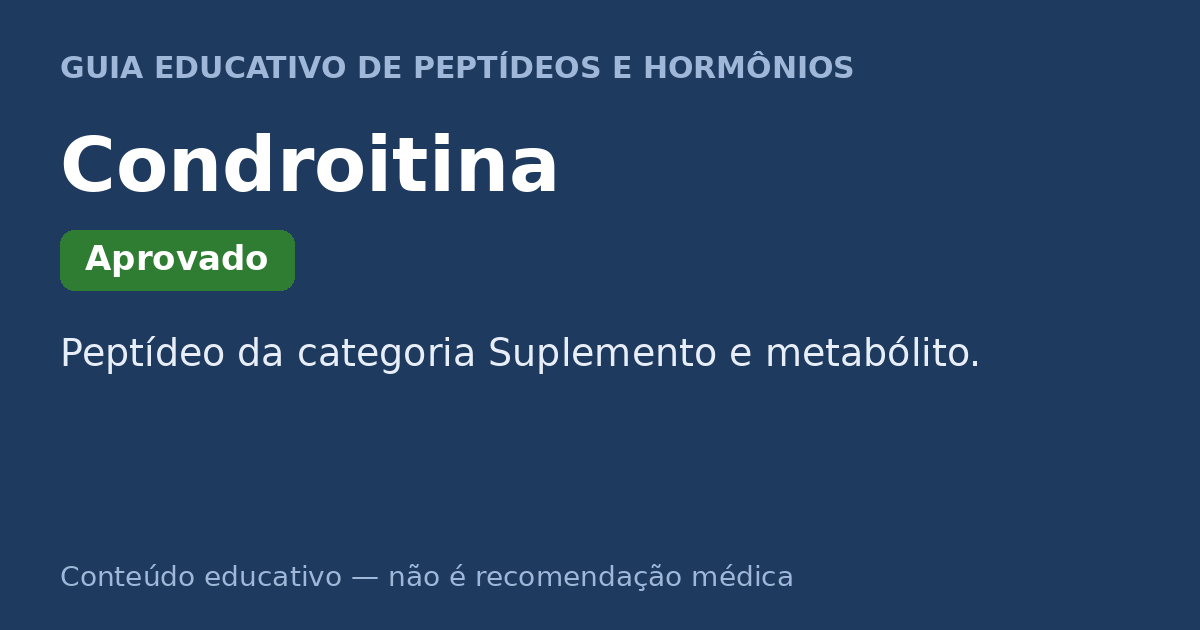 GUIA EDUCATIVO DE PEPTÍDEOS E HORMÔNIOS
Condroitina
Aprovado
Peptídeo da categoria Suplemento e metabólito.
Conteúdo educativo — não é recomendação médica